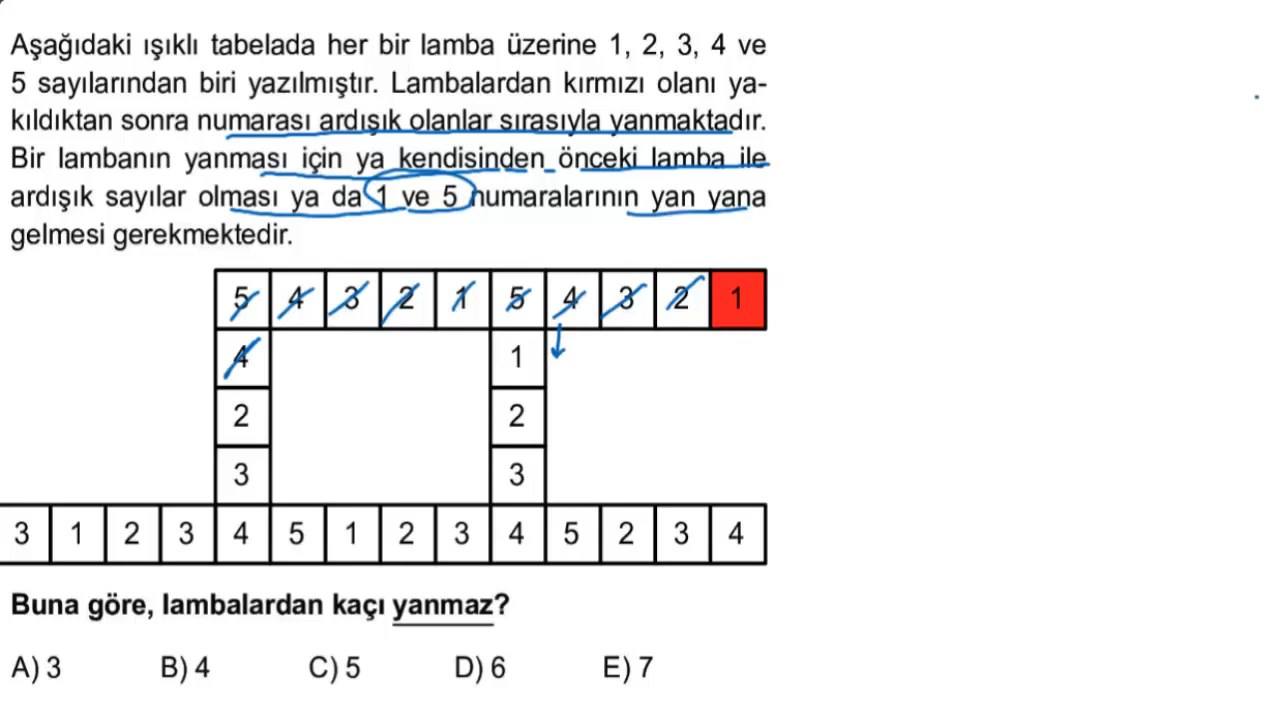 Aşağıdaki ışıklı tabelada her bir lamba üzerine 1, 2, 3, 4 ve
5 sayılarından biri yazılmıştır. Lambalardan kırmızı olanı ya-
kıldıktan sonra numarası ardışık olanlar sırasıyla yanmaktadır.
Bir lambanın yanması için ya kendisinden önceki lamba ile
ardışık sayılar olması ya da 1 ve 5 numaralarının yan yana
gelmesi gerekmektedir.
5 4 3 2 1 5 4 3 2 1
4 1
2 2
3 3
3 1 2 3 4 5 1 2 3 4 5 2 3 4
Buna göre, lambalardan kaçı yanmaz?
A) 3 B) 4 C) 5 D) 6 E) 7